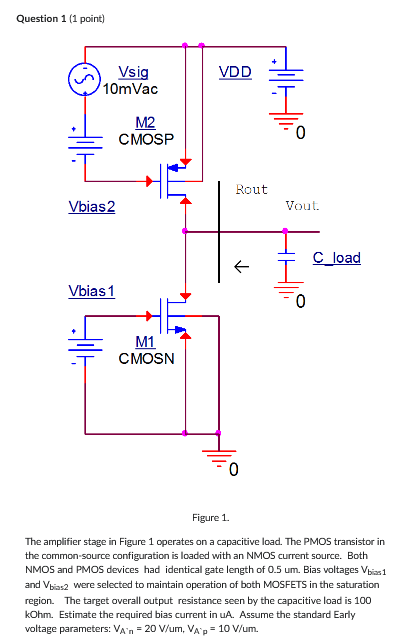 Question 1 (1 point)
Vsig
10mVac
VDD
M2
CMOSP
+
-
0
+
-
Rout
Vout
Vbias2
C_load
←
0
Vbias1
+
-
M1
CMOSN
0
Figure 1.
The amplifier stage in Figure 1 operates on a capacitive load. The PMOS transistor in
the common-source configuration is loaded with an NMOS current source. Both
NMOS and PMOS devices had identical gate length of 0.5 um. Bias voltages Vbias1
and Vbias2 were selected to maintain operation of both MOSFETS in the saturation
region. The target overall output resistance seen by the capacitive load is 100
kOhm. Estimate the required bias current in uA. Assume the standard Early
voltage parameters: VA`n = 20 V/um, VA`p = 10 V/um.